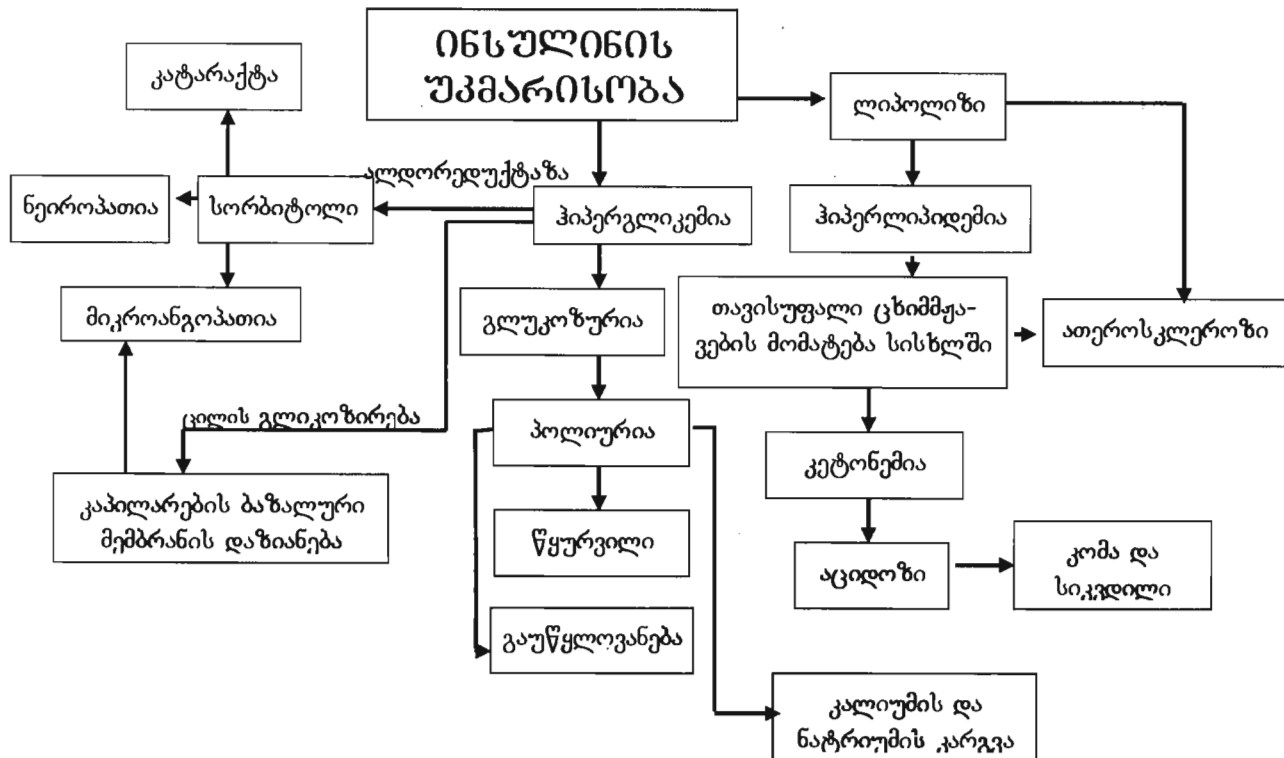 ინსულინის
უკმარისობა
კატარაქტა
ლიპოლიზი
ალდორედუქტაზა
ნეიროპათია
სორბიტოლი
ჰიპერგლიკემია
ჰიპერლიპიდემია
მიკროანგოპათია
გლუკოზურია
თავისუფალი ცხიმმჟა-
ვების მომატება სისხლში
ათეროსკლეროზი
ცილის გლიკოზირება
პოლიურია
კეტონემია
კაპილარების ბაზალური
მემბრანის დაზიანება
წყურვილი
აციდოზი
კომა და
სიკვდილი
გაუწყლოვანება
კალიუმის და
ნატრიუმის კარგვა